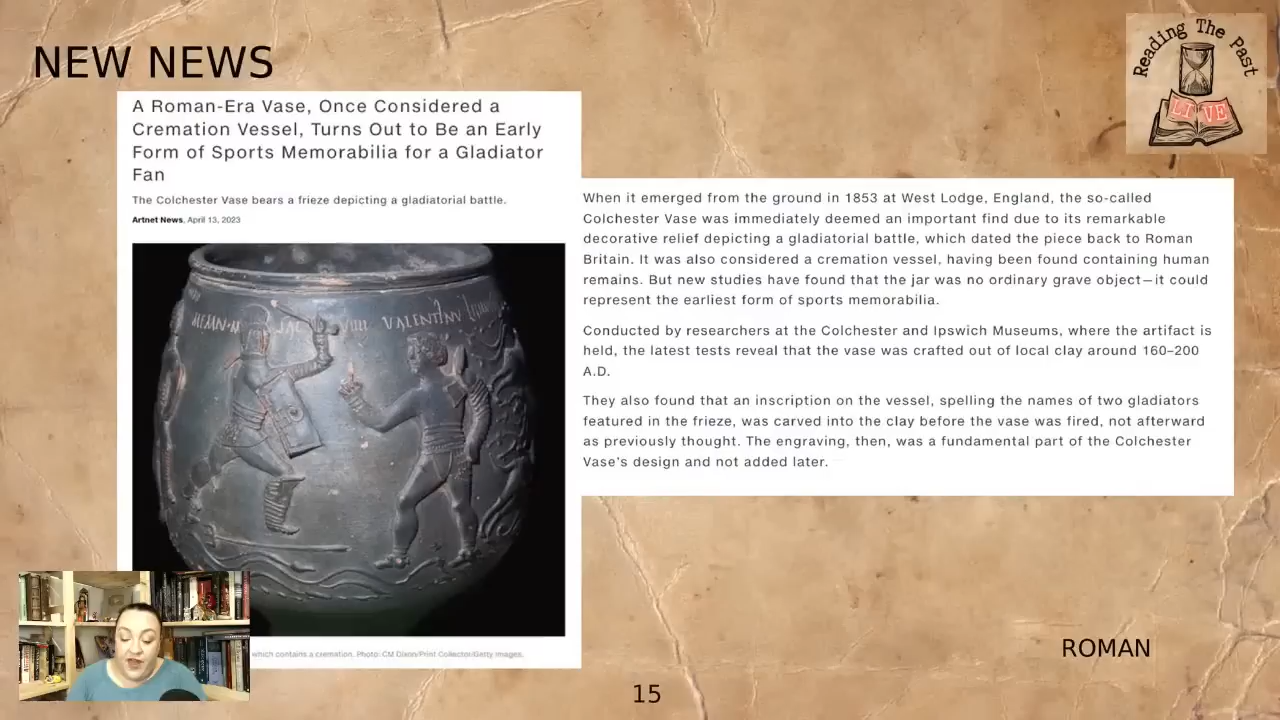 NEW NEWS
Reading The Past
LIVE
A Roman-Era Vase, Once Considered a
Cremation Vessel, Turns Out to Be an Early
Form of Sports Memorabilia for a Gladiator
Fan
The Colchester Vase bears a frieze depicting a gladiatorial battle.
Artnet News, April 13, 2023
VALENTINV
which contains a cremation. Photo: CM Dixon/Print Collector/Getty Images.
When it emerged from the ground in 1853 at West Lodge, England, the so-called
Colchester Vase was immediately deemed an important find due to its remarkable
decorative relief depicting a gladiatorial battle, which dated the piece back to Roman
Britain. It was also considered a cremation vessel, having been found containing human
remains. But new studies have found that the jar was no ordinary grave object—it could
represent the earliest form of sports memorabilia.
Conducted by researchers at the Colchester and Ipswich Museums, where the artifact is
held, the latest tests reveal that the vase was crafted out of local clay around 160–200
A.D.
They also found that an inscription on the vessel, spelling the names of two gladiators
featured in the frieze, was carved into the clay before the vase was fired, not afterward
as previously thought. The engraving, then, was a fundamental part of the Colchester
Vase's design and not added later.
ROMAN
15